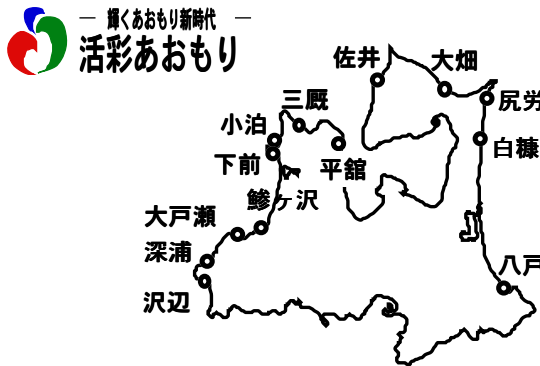 ― 輝くあおもり新時代 ―
活彩あおもり
佐井
大畑
三厩
尻労
小泊
白糠
下前
平舘
鰺ヶ沢
大戸瀬
深浦
八戸
沢辺